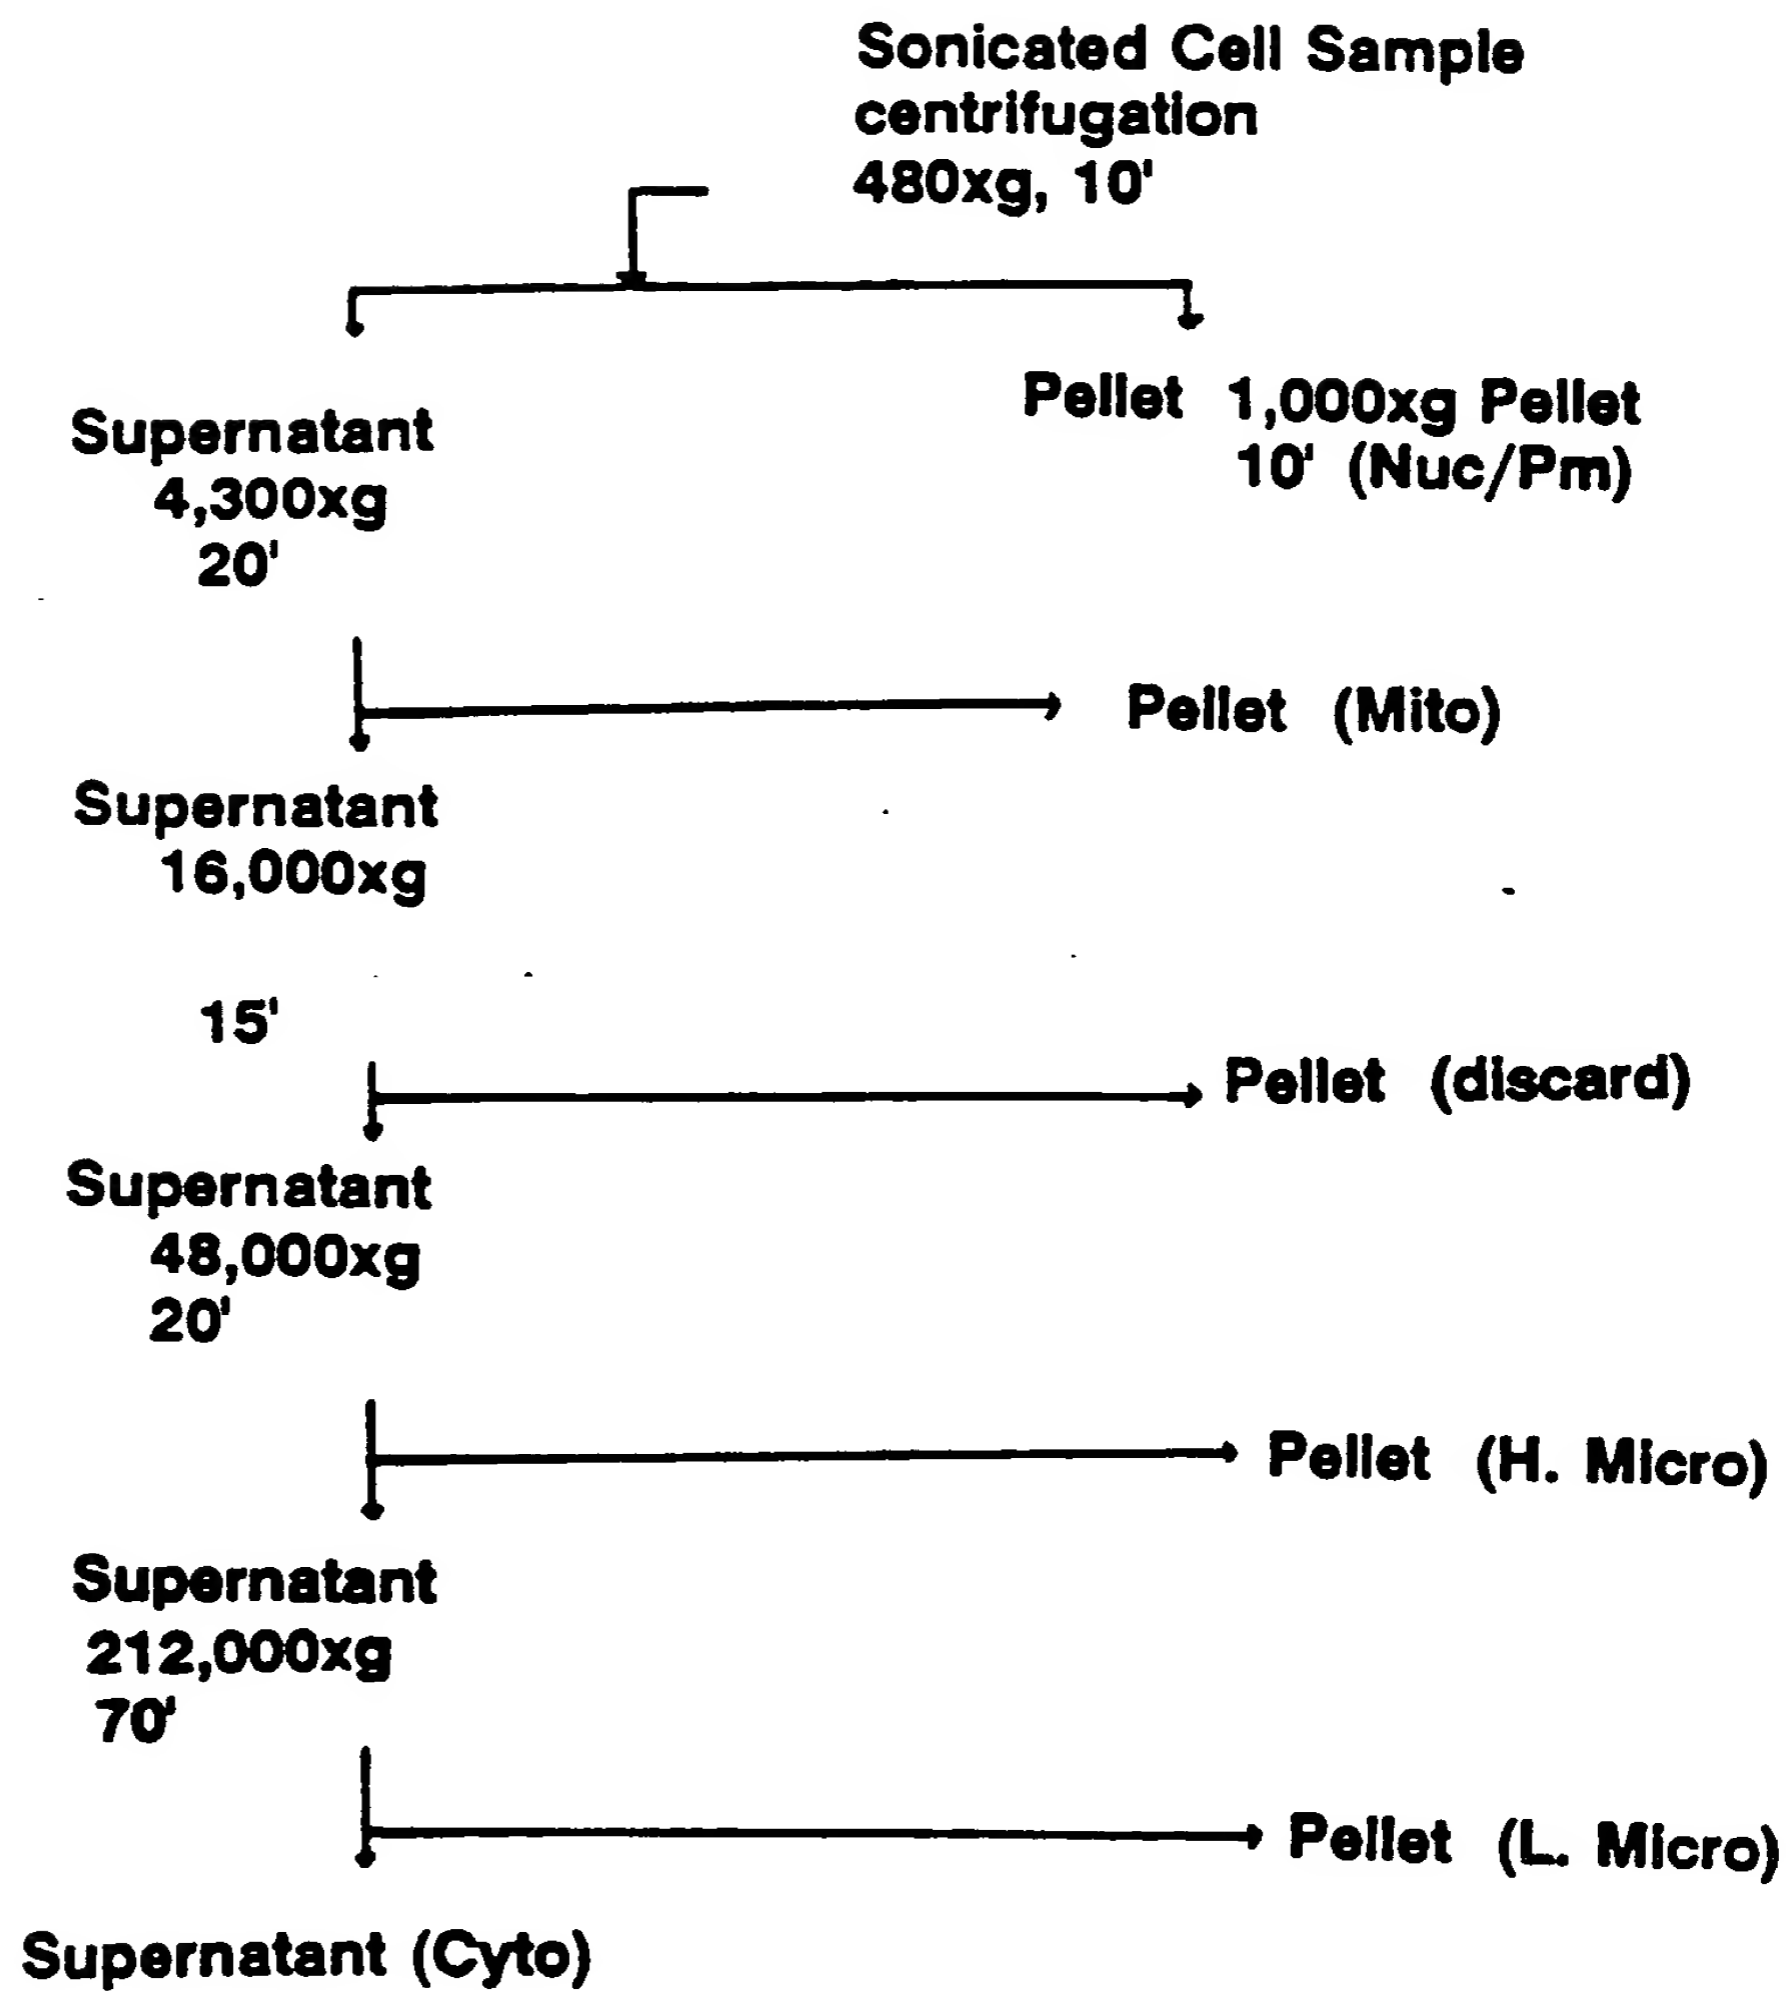 Sonicated Cell Sample
centrifugation
480xg, 10'
Pellet 1,000xg Pellet
10' (Nuc/Pm)
Supernatant
4,300xg
20'
Pellet (Mito)
Supernatant
16,000xg
15'
Pellet (discard)
Supernatant
48,000xg
20'
Pellet (H. Micro)
Supernatant
212,000xg
70'
Pellet (L. Micro)
Supernatant (Cyto)